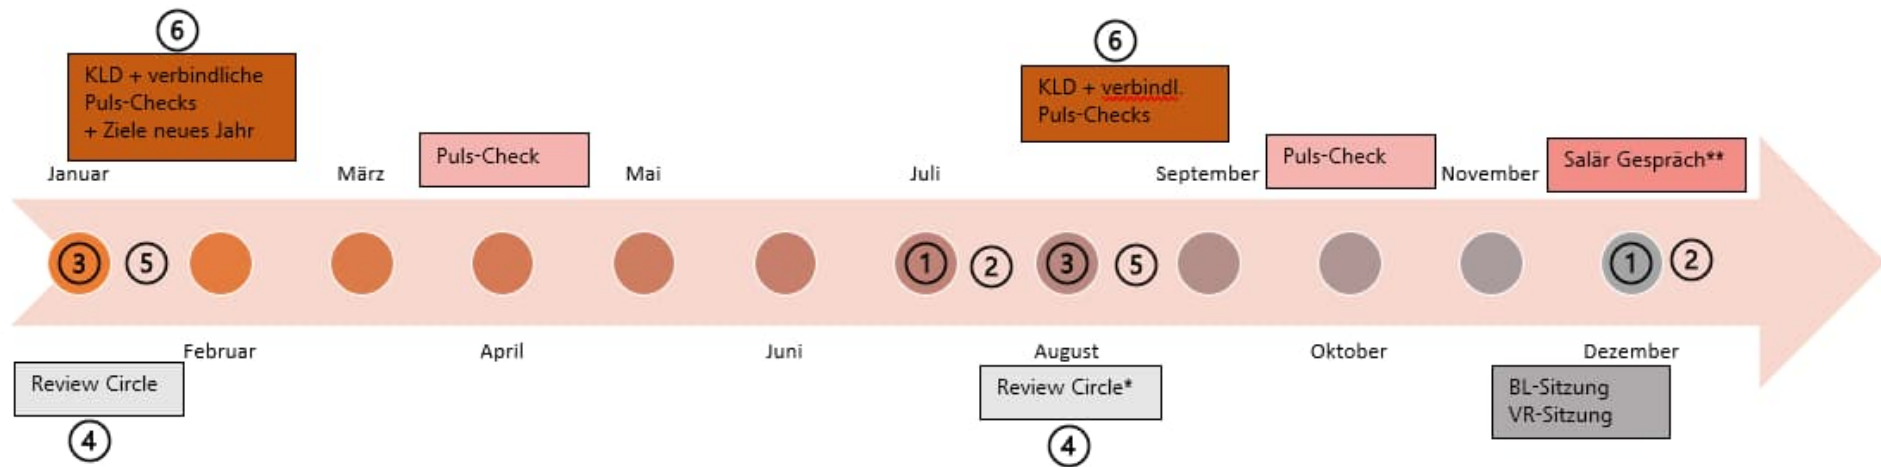 6
KLD + verbindliche
Puls-Checks
+ Ziele neues Jahr
6
KLD + verbindl.
Puls-Checks
Puls-Check
Puls-Check
Salär Gespräch**
Januar
März
Mai
Juli
September
November
3
5
1
2
3
5
1
2
Februar
April
Juni
August
Oktober
Dezember
Review Circle
4
Review Circle*
4
BL-Sitzung
VR-Sitzung